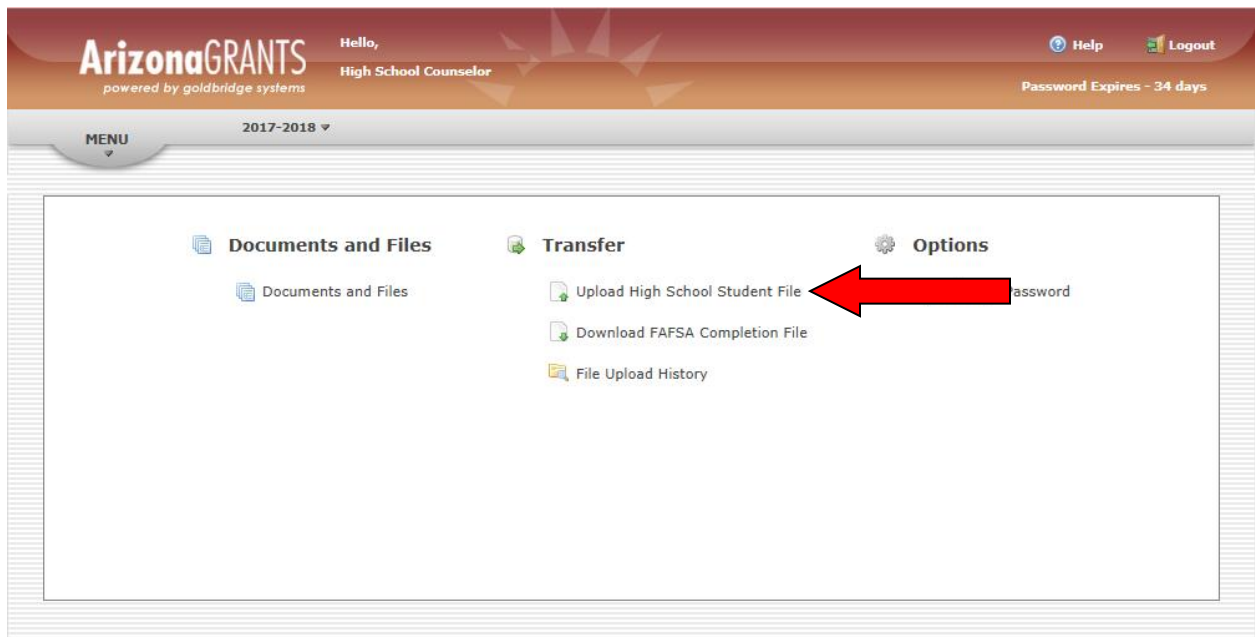 ArizonaGRANTS
powered by goldbridge systems
Hello,
High School Counselor
Help
Logout
Password Expires - 34 days
MENU
2017-2018
Documents and Files
Documents and Files
Transfer
Upload High School Student File
Download FAFSA Completion File
File Upload History
Options
Password